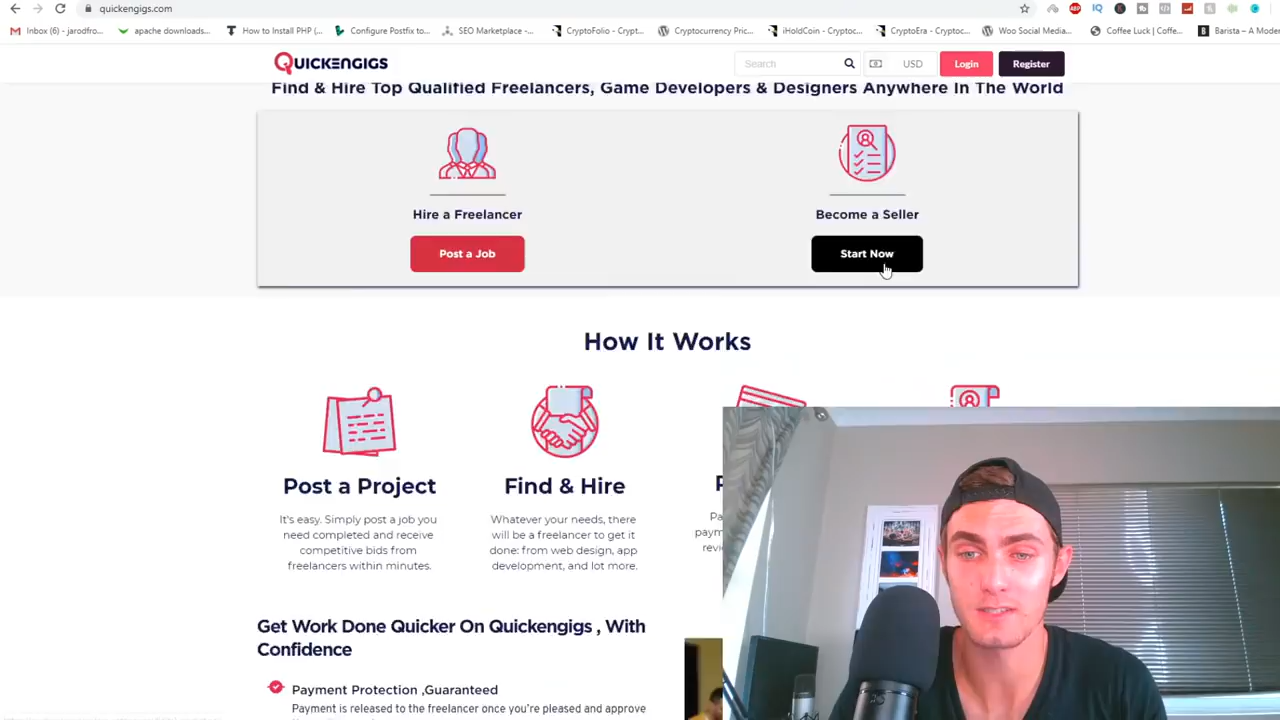 quickengigs.com
Inbox (6) - jarodfro...
apache downloads...
How to Install PHP (...
Configure Postfix to...
SEO Marketplace -...
CryptoFolio - Crypt...
Cryptocurrency Pric...
iHoldCoin - Cryptoc...
CryptoEra - Cryptoc...
Woo Social Media...
Coffee Luck | Coffe...
Barista – A Moder
QUICKENGIGS
Search
USD
Login
Register
Find & Hire Top Qualified Freelancers, Game Developers & Designers Anywhere In The World
Hire a Freelancer
Become a Seller
Post a Job
Start Now
How It Works
Post a Project
Find & Hire
It's easy. Simply post a job you
need completed and receive
competitive bids from
freelancers within minutes.
Whatever your needs, there
will be a freelancer to get it
done: from web design, app
development, and lot more.
Pa
paym
revi
Get Work Done Quicker On Quickengigs , With
Confidence
Payment Protection ,Guaranteed
Payment is released to the freelancer once you're pleased and approve